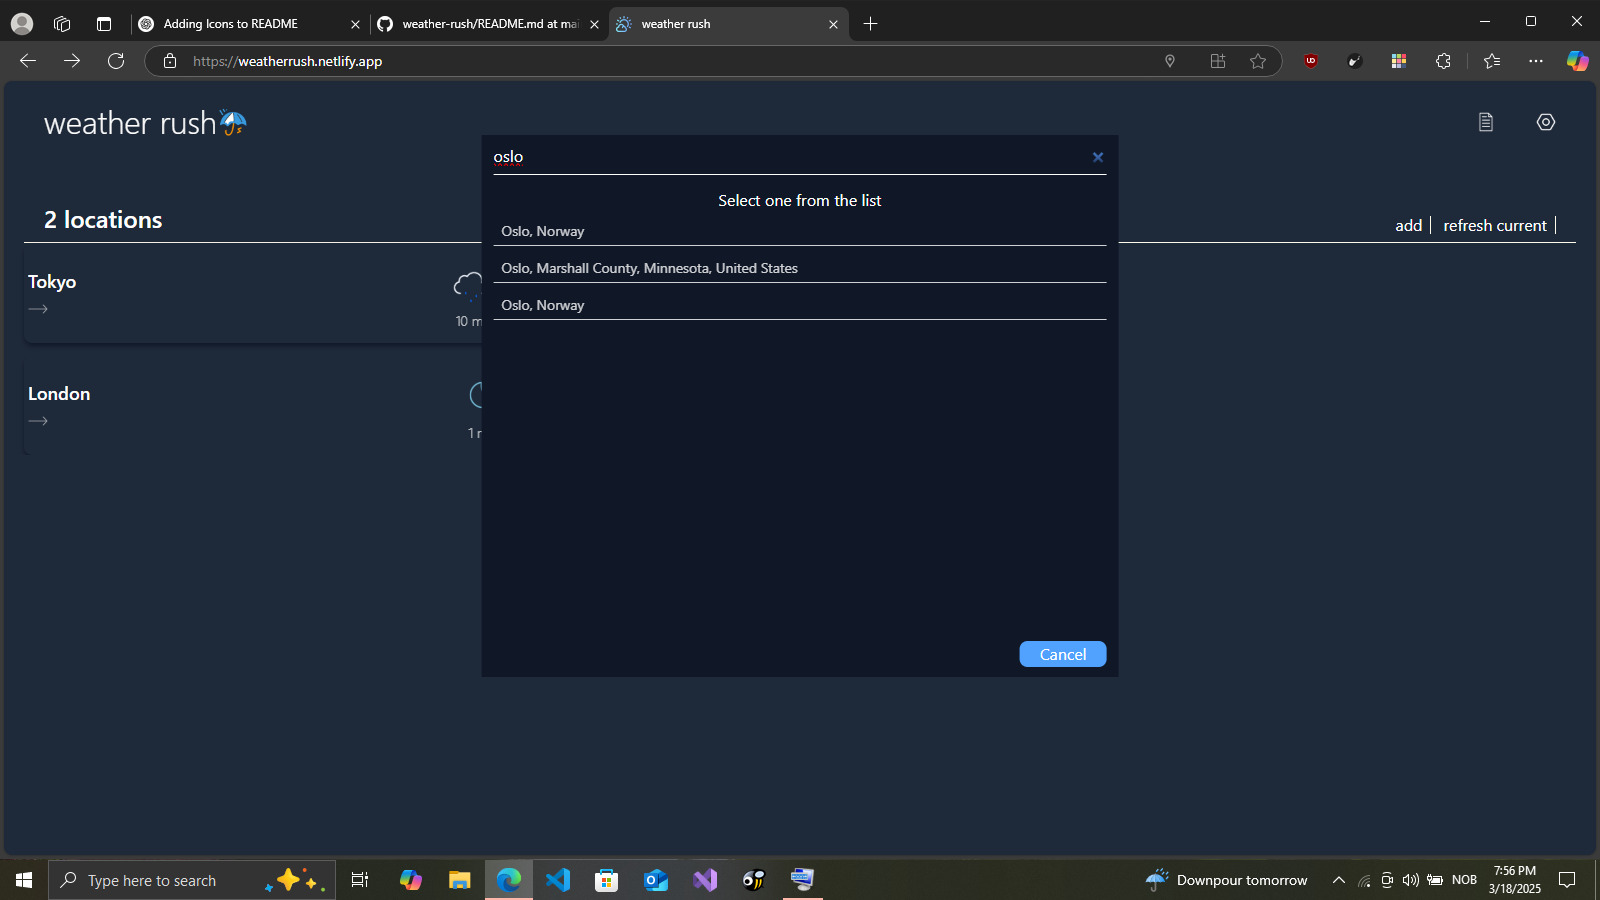 Adding Icons to README
weather-rush/README.md at mai
weather rush
https://weatherrush.netlify.app
weather rush
oslo
Select one from the list
Oslo, Norway
Oslo, Marshall County, Minnesota, United States
Oslo, Norway
Cancel
2 locations
add
refresh current
Tokyo
10 m
London
1 r
Type here to search
Downpour tomorrow
NOB
7:56 PM
3/18/2025